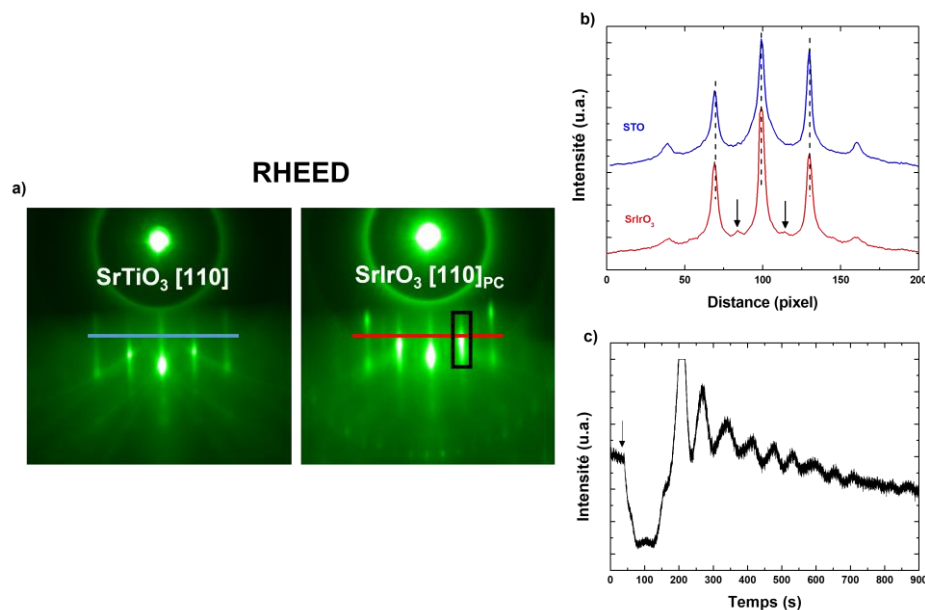 RHEED
a)
SrTiO₃ [110]
SrIrO₃ [110]PC
b)
Intensité (u.a.)
STO
SrIrO₃
0 50 100 150 200
Distance (pixel)
c)
Intensité (u.a.)
0 100 200 300 400 500 600 700 800 900
Temps (s)